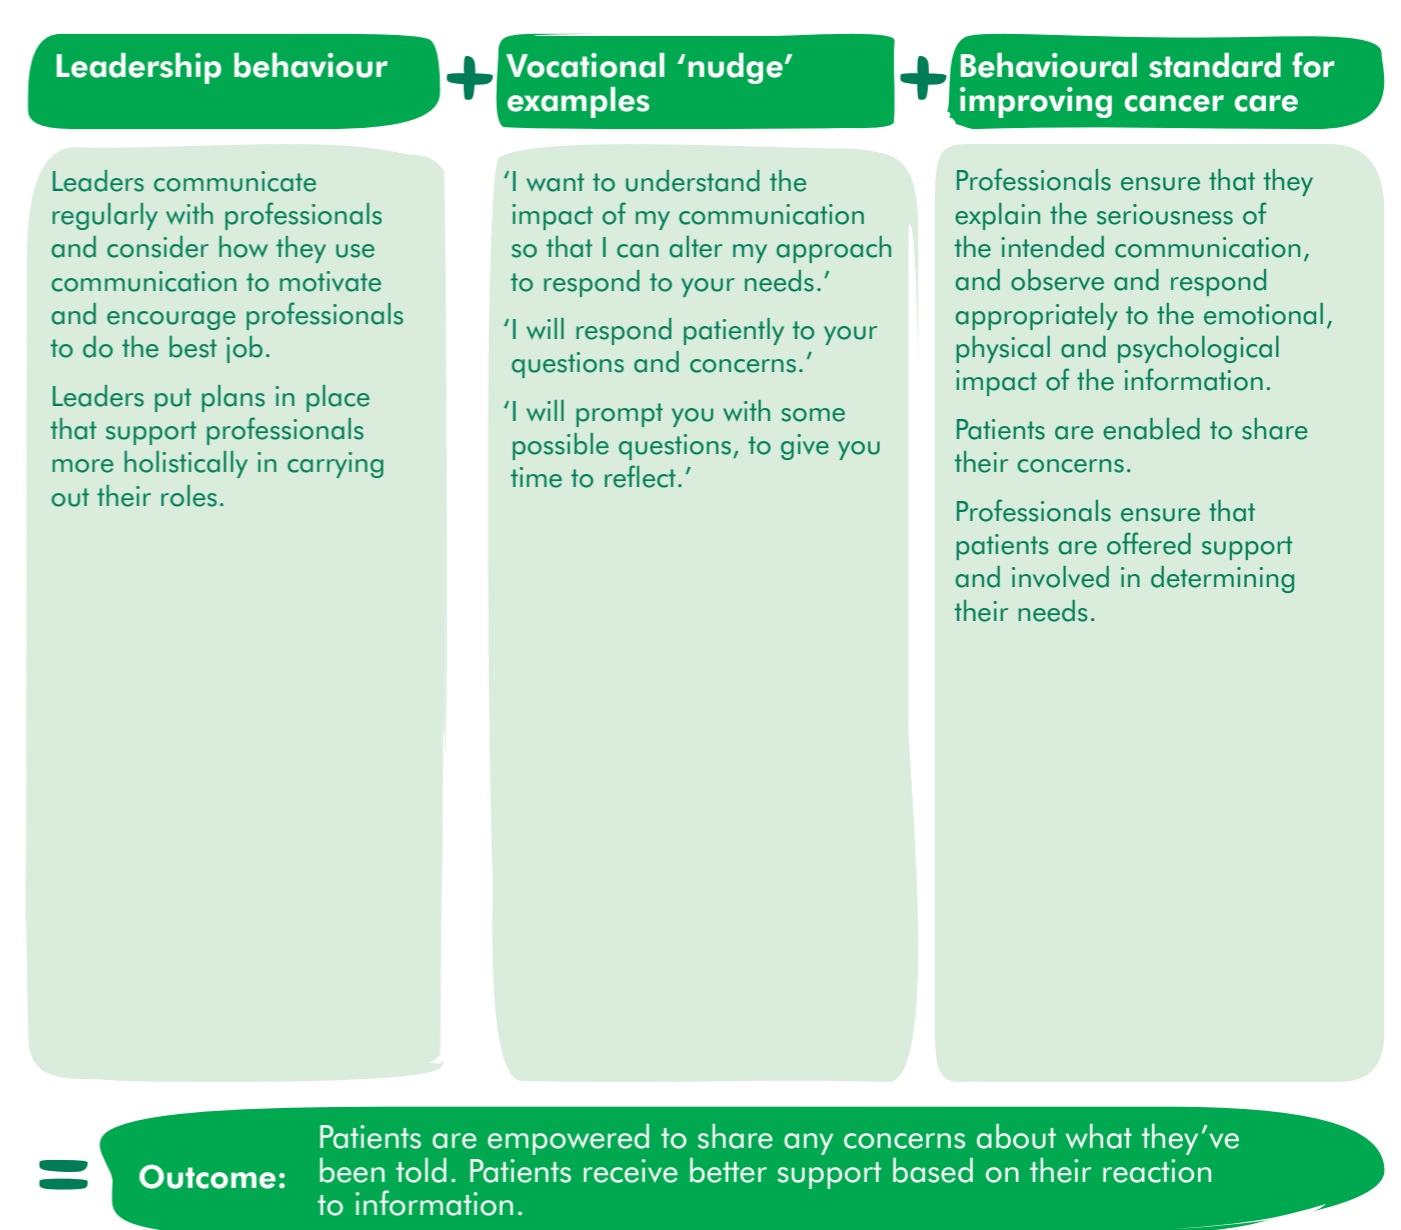 Leadership behaviour
+
Vocational ‘nudge’
examples
+
Behavioural standard for
improving cancer care
Leaders communicate
regularly with professionals
and consider how they use
communication to motivate
and encourage professionals
to do the best job.
Leaders put plans in place
that support professionals
more holistically in carrying
out their roles.
‘I want to understand the
impact of my communication
so that I can alter my approach
to respond to your needs.’
‘I will respond patiently to your
questions and concerns.’
‘I will prompt you with some
possible questions, to give you
time to reflect.’
Professionals ensure that they
explain the seriousness of
the intended communication,
and observe and respond
appropriately to the emotional,
physical and psychological
impact of the information.
Patients are enabled to share
their concerns.
Professionals ensure that
patients are offered support
and involved in determining
their needs.
=
Outcome:
Patients are empowered to share any concerns about what they’ve
been told. Patients receive better support based on their reaction
to information.